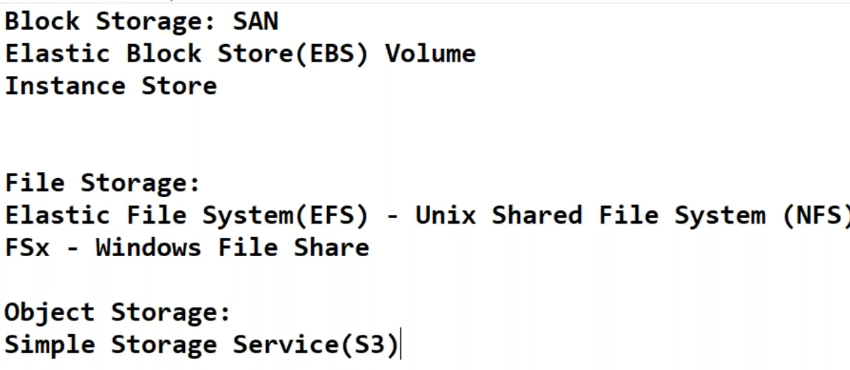 Block Storage: SAN
Elastic Block Store(EBS) Volume
Instance Store
File Storage:
Elastic File System(EFS) - Unix Shared File System (NFS)
FSx - Windows File Share
Object Storage:
Simple Storage Service(S3)